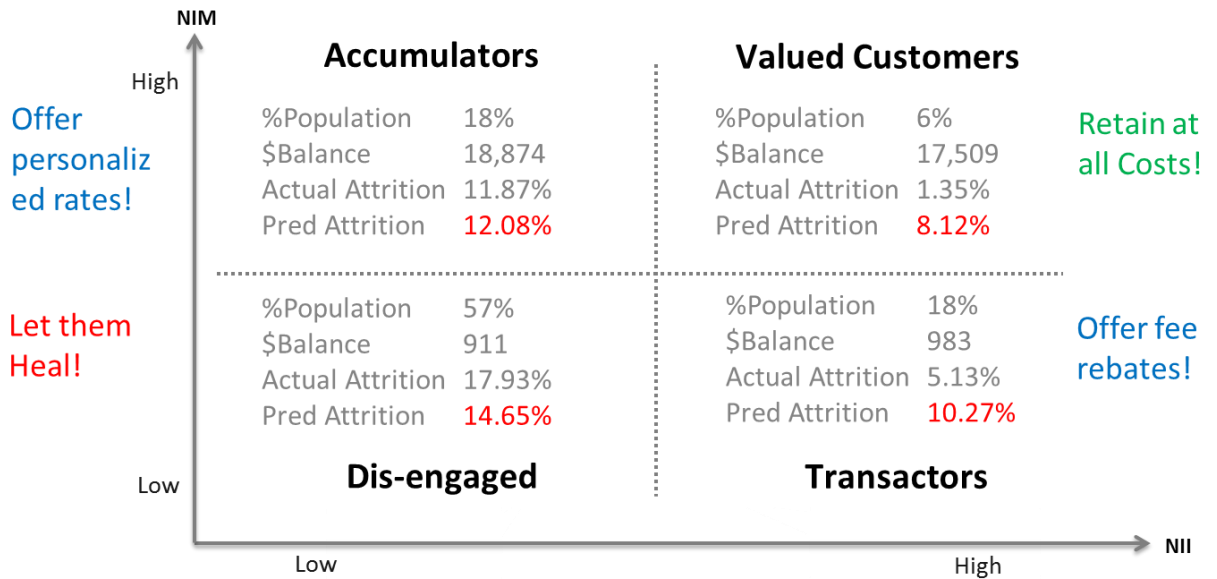 NIM
High
Accumulators
%Population 18%
$Balance 18,874
Actual Attrition 11.87%
Pred Attrition 12.08%
Valued Customers
%Population 6%
$Balance 17,509
Actual Attrition 1.35%
Pred Attrition 8.12%
Offer
personaliz
ed rates!
Retain at
all Costs!
Let them
Heal!
%Population 57%
$Balance 911
Actual Attrition 17.93%
Pred Attrition 14.65%
Dis-engaged
%Population 18%
$Balance 983
Actual Attrition 5.13%
Pred Attrition 10.27%
Transactors
Offer fee
rebates!
Low
Low
High
NII